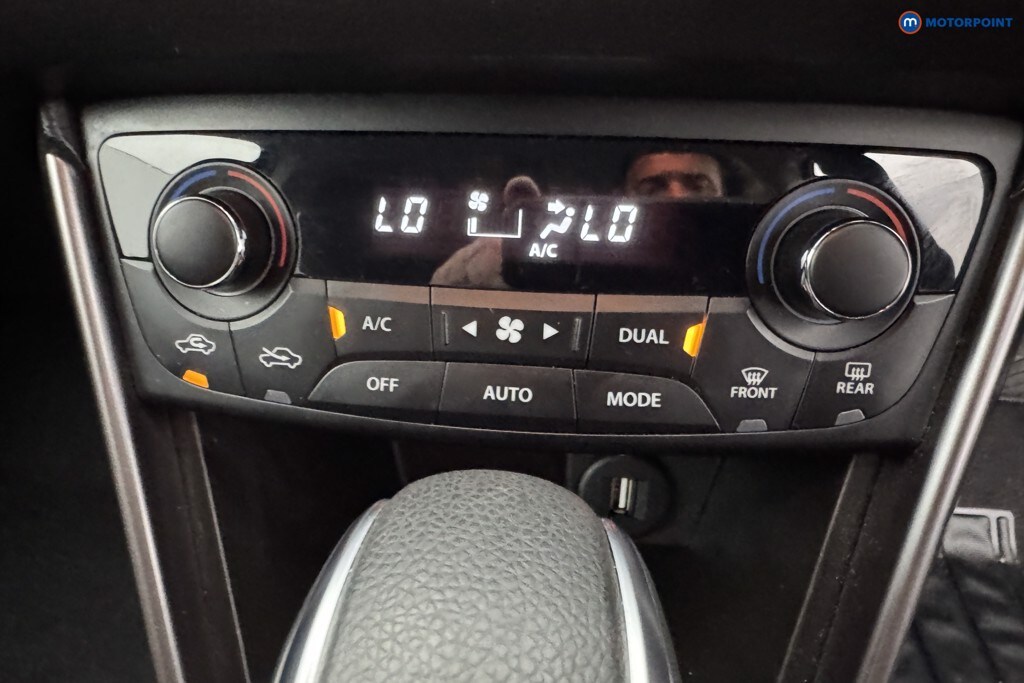 m MOTORPOINT
LO LO
A/C
A/C DUAL
OFF AUTO MODE FRONT REAR